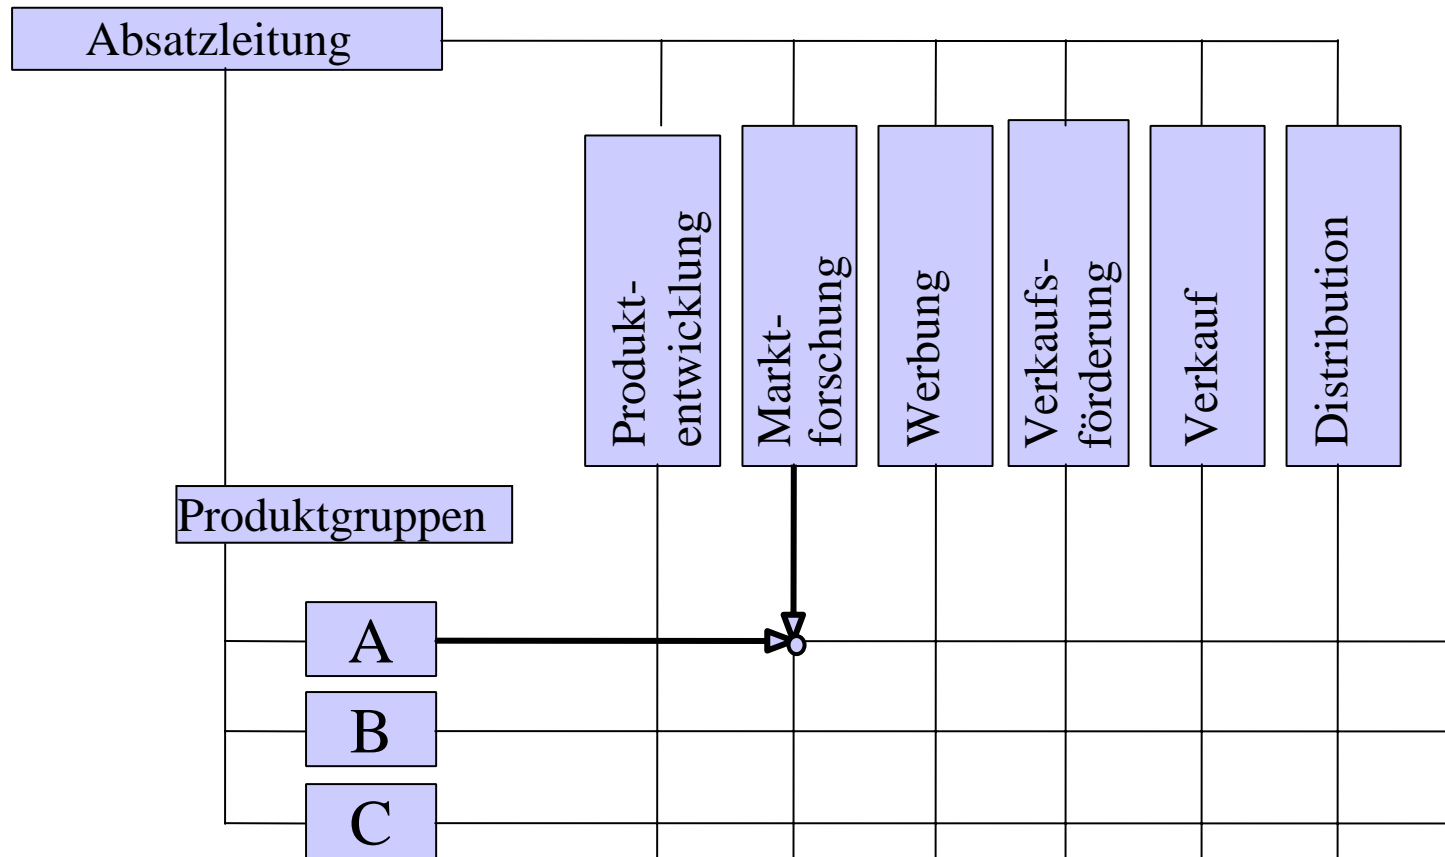 Absatzleitung
Produkt-
entwicklung
Markt-
forschung
Werbung
Verkaufs-
förderung
Verkauf
Distribution
Produktgruppen
A
B
C